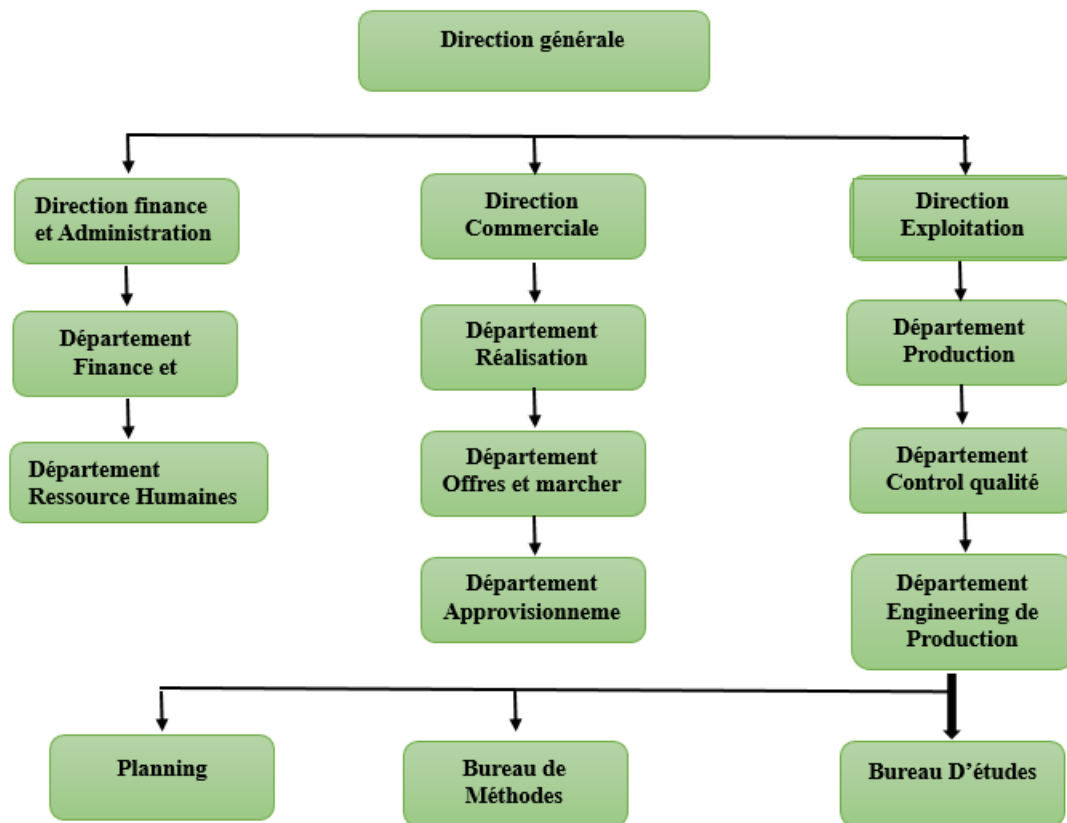 Direction générale
Direction finance
et Administration
Direction
Commerciale
Direction
Exploitation
Département
Finance et
Département
Réalisation
Département
Production
Département
Ressource Humaines
Département
Offres et marcher
Département
Control qualité
Département
Approvisionneme
Département
Engineering de
Production
Planning
Bureau de
Méthodes
Bureau D’études